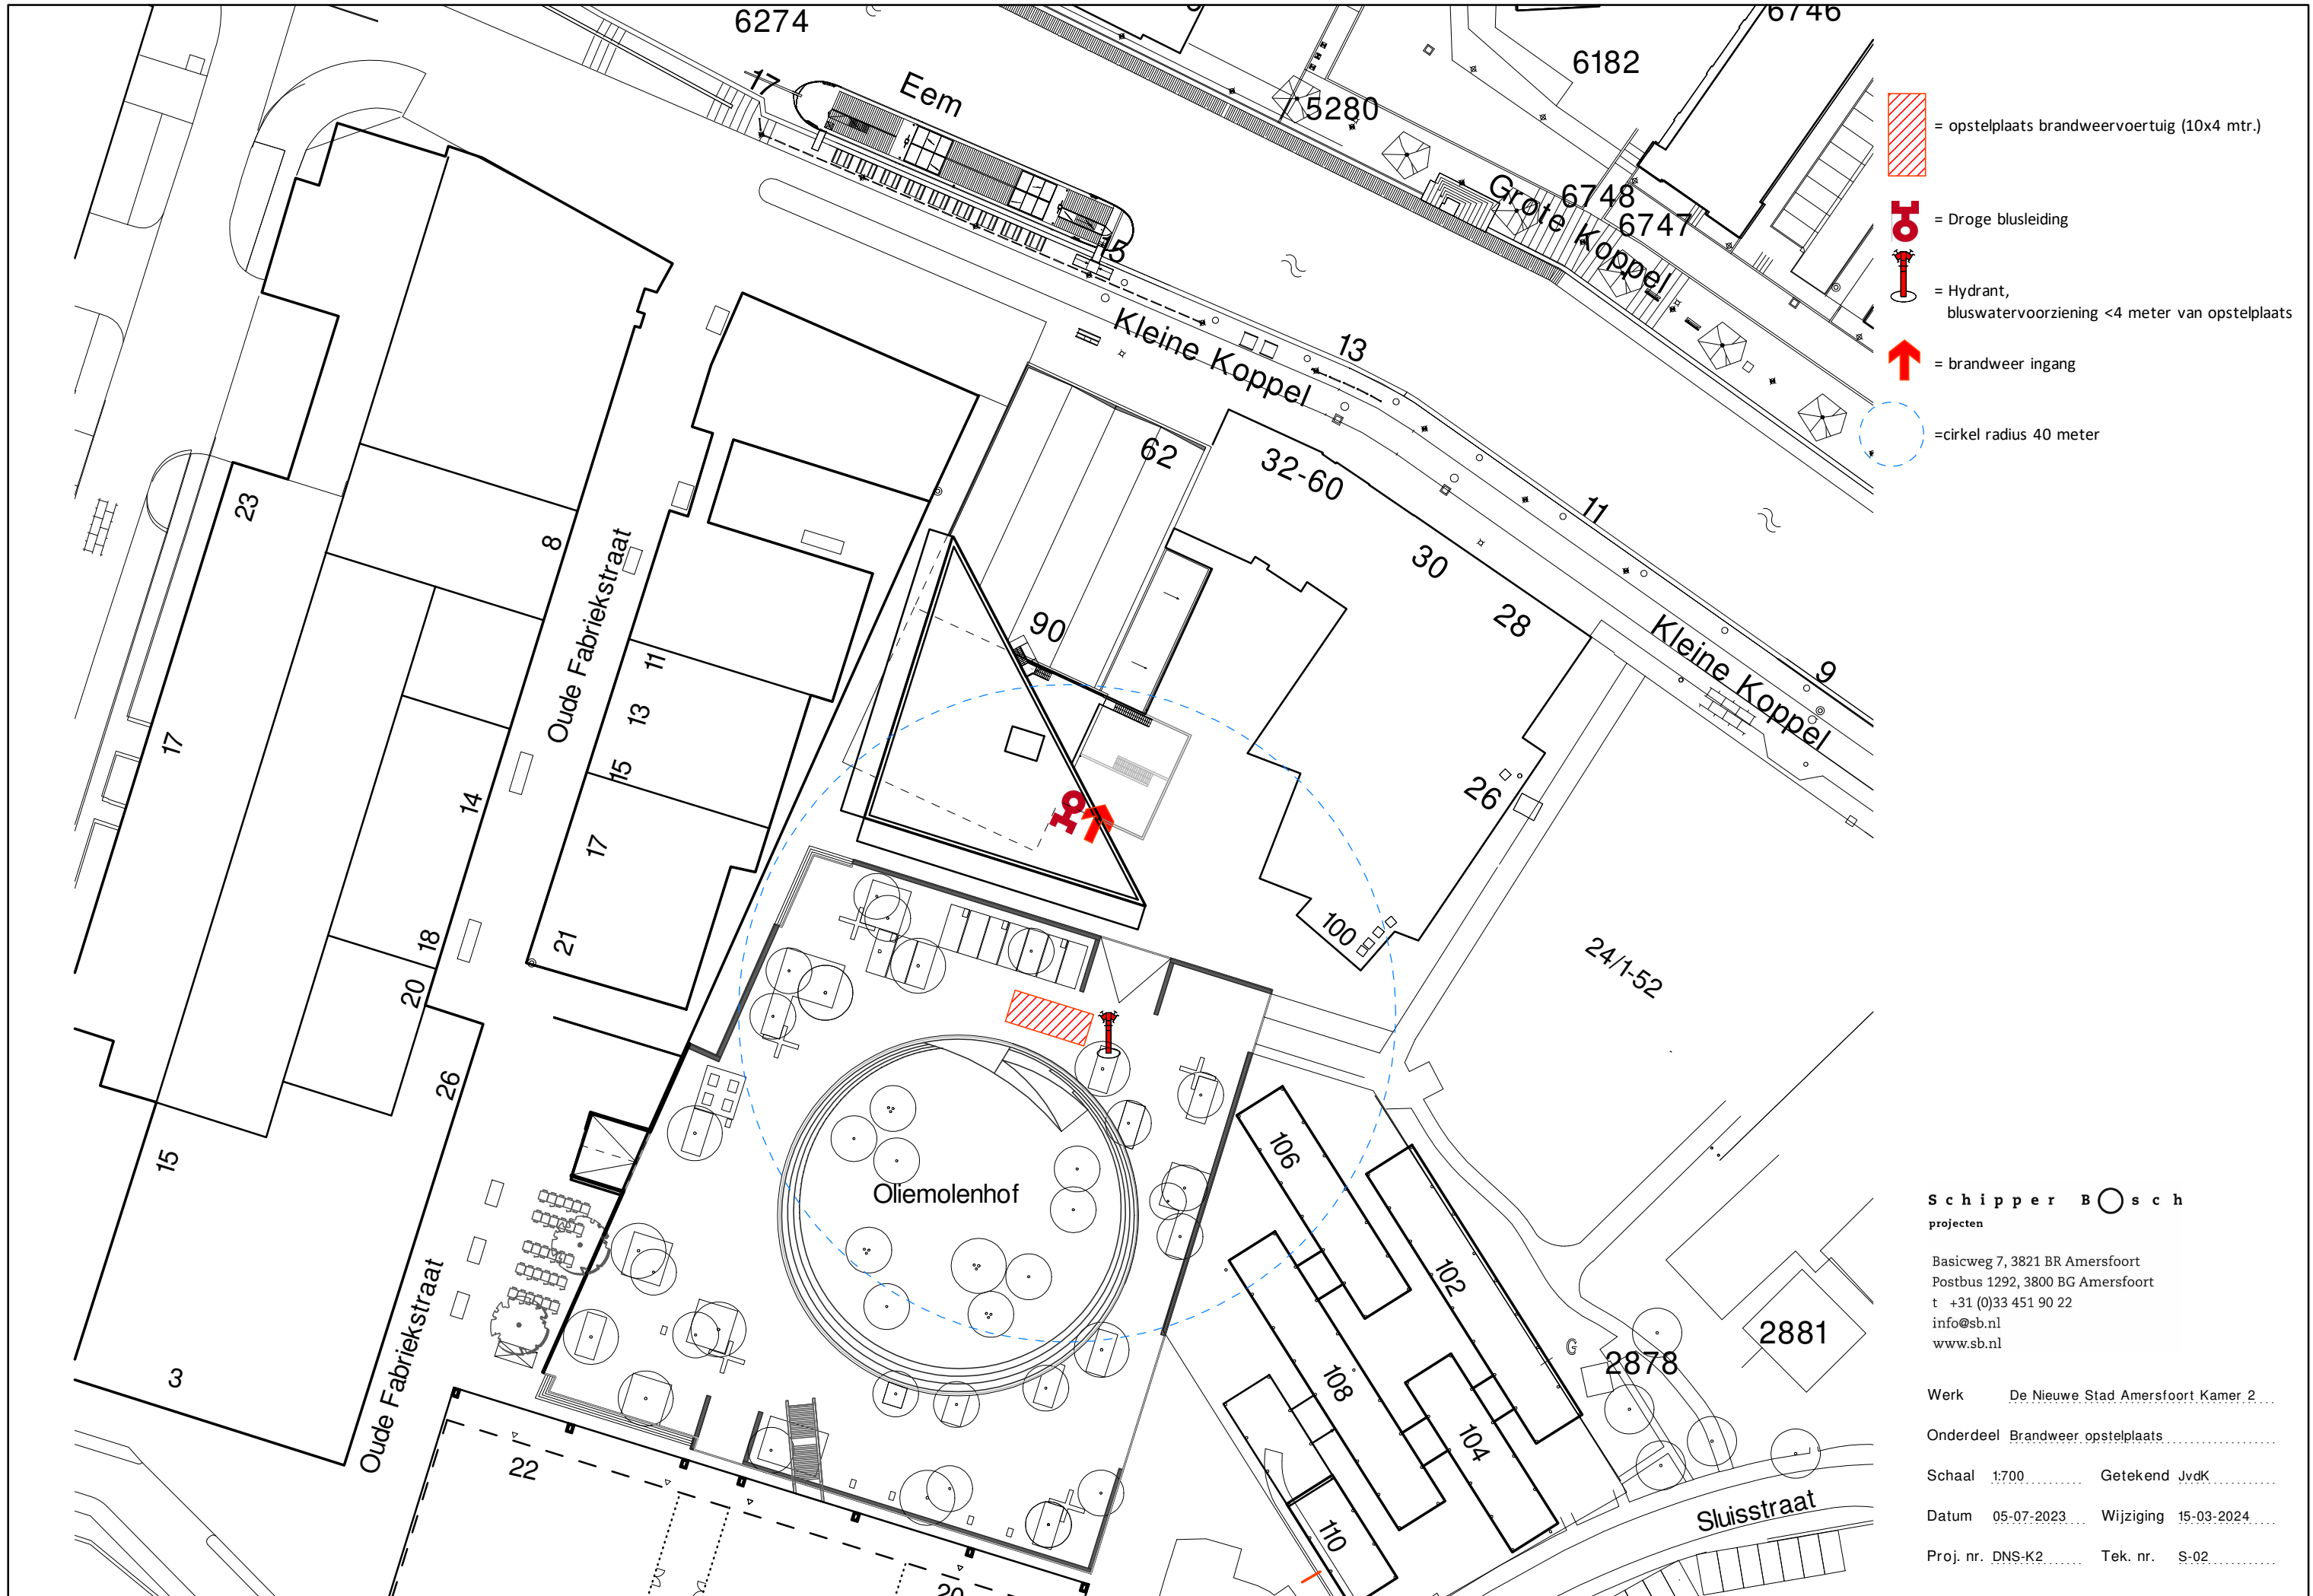 6274
6746
6182
17
Eem
5280
= opstelplaats brandweervoertuig (10x4 mtr.)
Grote Koppel
6748
6747
= Droge blusleiding
15
= Hydrant,
bluswatervoorziening <4 meter van opstelplaats
Kleine Koppel
13
= brandweer ingang
=cirkel radius 40 meter
62
32-60
23
8
Oude Fabriekstraat
11
30
28
90
11
Kleine Koppel
9
13
17
15
14
26
17
100
21
18
24/1-52
20
26
106
15
Oliemolenhof
Schipper Bosch
projecten
Basicweg 7, 3821 BR Amersfoort
Postbus 1292, 3800 BG Amersfoort
t +31 (0)33 451 90 22
info@sb.nl
www.sb.nl
102
2881
G
2878
3
Oude Fabriekstraat
108
104
22
110
20
Sluisstraat
Werk De Nieuwe Stad Amersfoort Kamer 2
Onderdeel Brandweer opstelplaats
Schaal 1:700 Getekend JvdK
Datum 05-07-2023 Wijziging 15-03-2024
Proj. nr. DNS-K2 Tek. nr. S-02